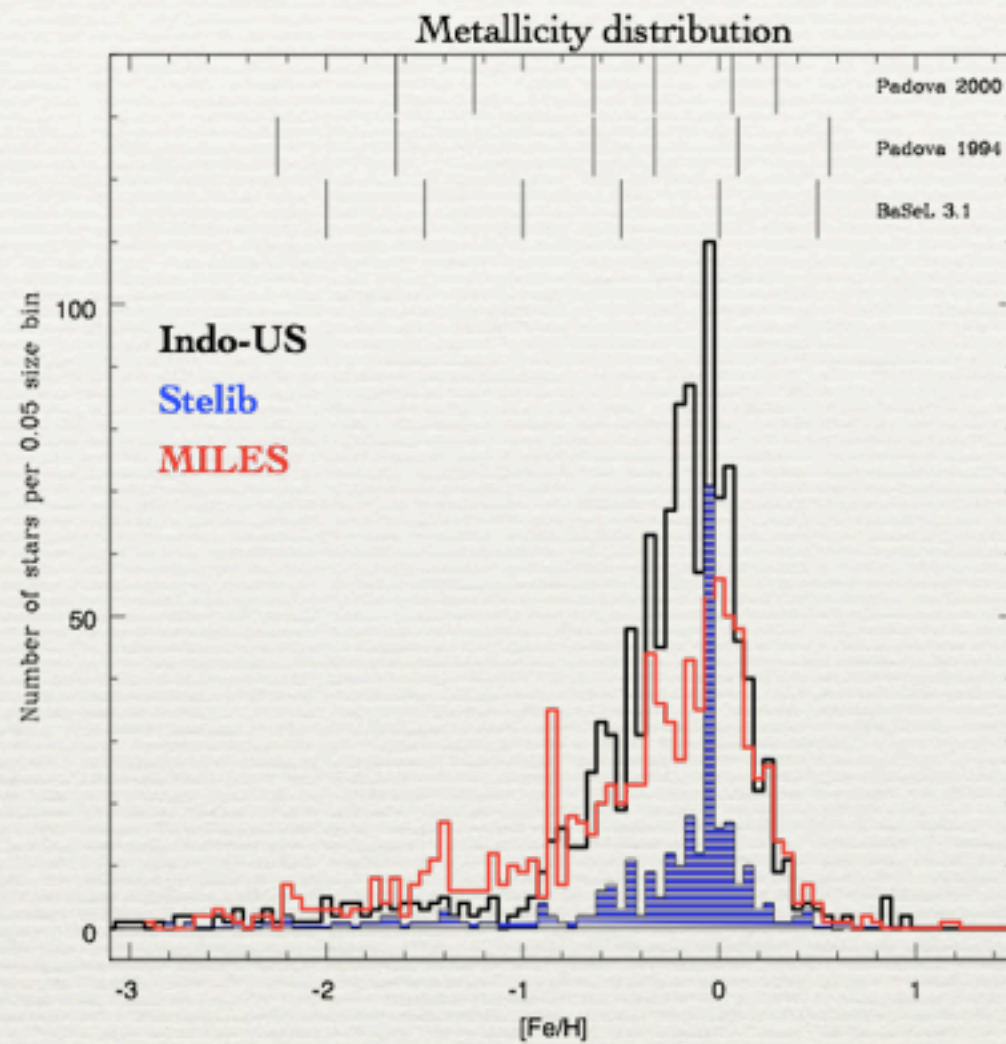 Metallicity distribution
Padova 2000
Padova 1994
BaSeL 3.1
Number of stars per 0.05 size bin
100
50
0
Indo-US
Stelib
MILES
-3
-2
-1
0
1
[Fe/H]